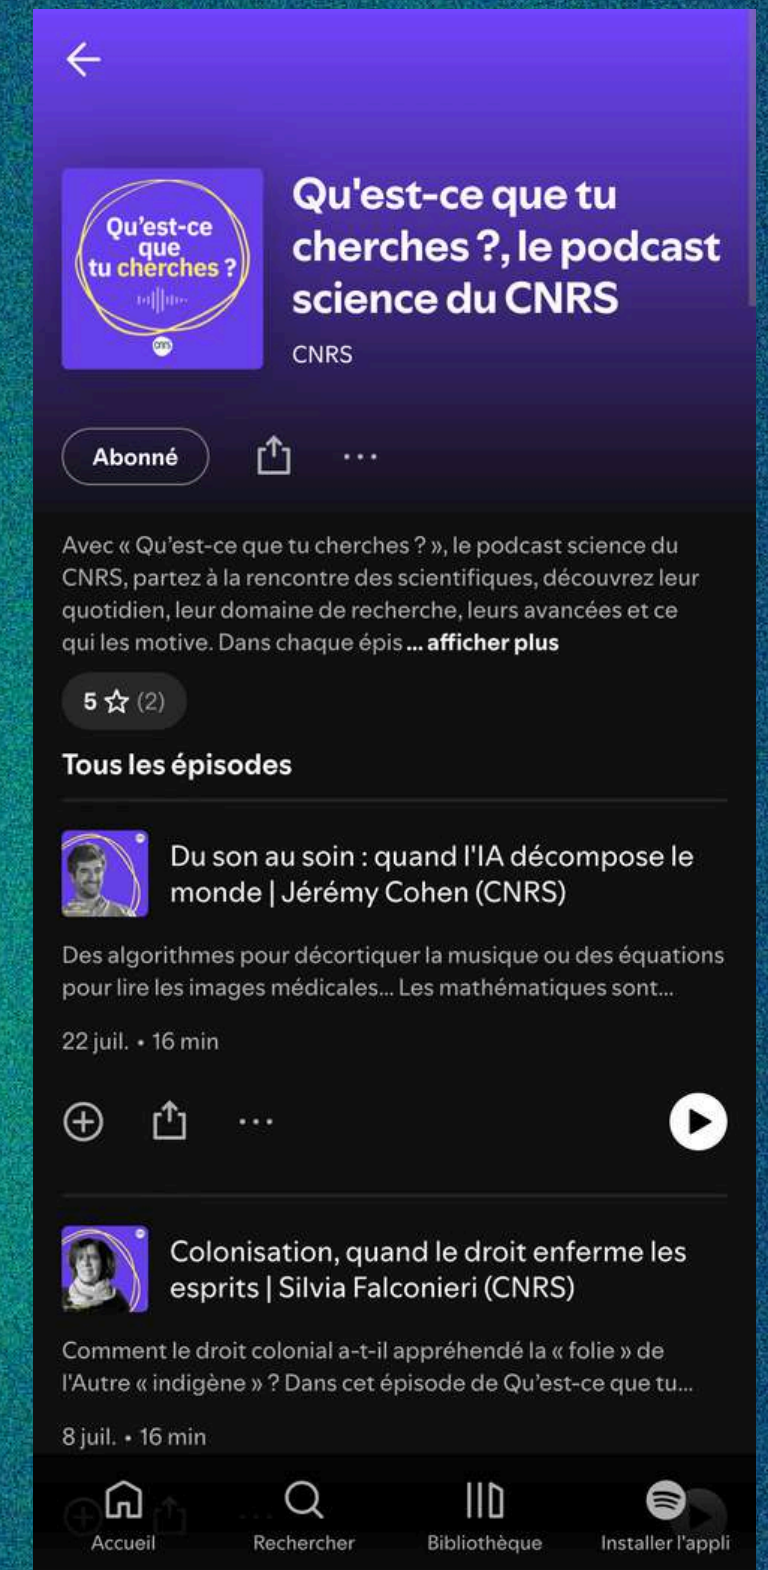 Qu'est-ce
que
tu cherches ?
cnrs
Qu'est-ce que tu
cherches ?, le podcast
science du CNRS
CNRS
Abonné
Avec « Qu’est-ce que tu cherches ? », le podcast science du
CNRS, partez à la rencontre des scientifiques, découvrez leur
quotidien, leur domaine de recherche, leurs avancées et ce
qui les motive. Dans chaque épis ... afficher plus
5 (2)
Tous les épisodes
Du son au soin : quand l'IA décompose le
monde | Jérémy Cohen (CNRS)
Des algorithmes pour décortiquer la musique ou des équations
pour lire les images médicales... Les mathématiques sont...
22 juil. • 16 min
Colonisation, quand le droit enferme les
esprits | Silvia Falconieri (CNRS)
Comment le droit colonial a-t-il appréhendé la « folie » de
l'Autre « indigène » ? Dans cet épisode de Qu’est-ce que tu...
8 juil. • 16 min
Accueil
Rechercher
Bibliothèque
Installer l'appli